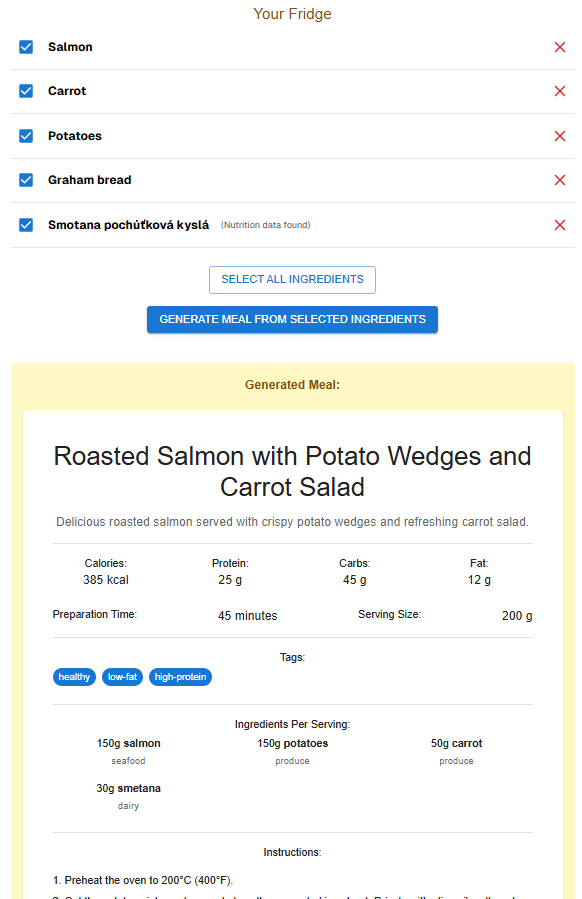 Your Fridge
Salmon
Carrot
Potatoes
Graham bread
Smotana pochúťková kyslá (Nutrition data found)
SELECT ALL INGREDIENTS
GENERATE MEAL FROM SELECTED INGREDIENTS
Generated Meal:
Roasted Salmon with Potato Wedges and
Carrot Salad
Delicious roasted salmon served with crispy potato wedges and refreshing carrot salad.
Calories: Protein: Carbs: Fat:
385 kcal 25 g 45 g 12 g
Preparation Time: 45 minutes Serving Size: 200 g
Tags:
healthy low-fat high-protein
Ingredients Per Serving:
150g salmon 150g potatoes 50g carrot
seafood produce produce
30g smetana
dairy
Instructions:
1. Preheat the oven to 200°C (400°F).